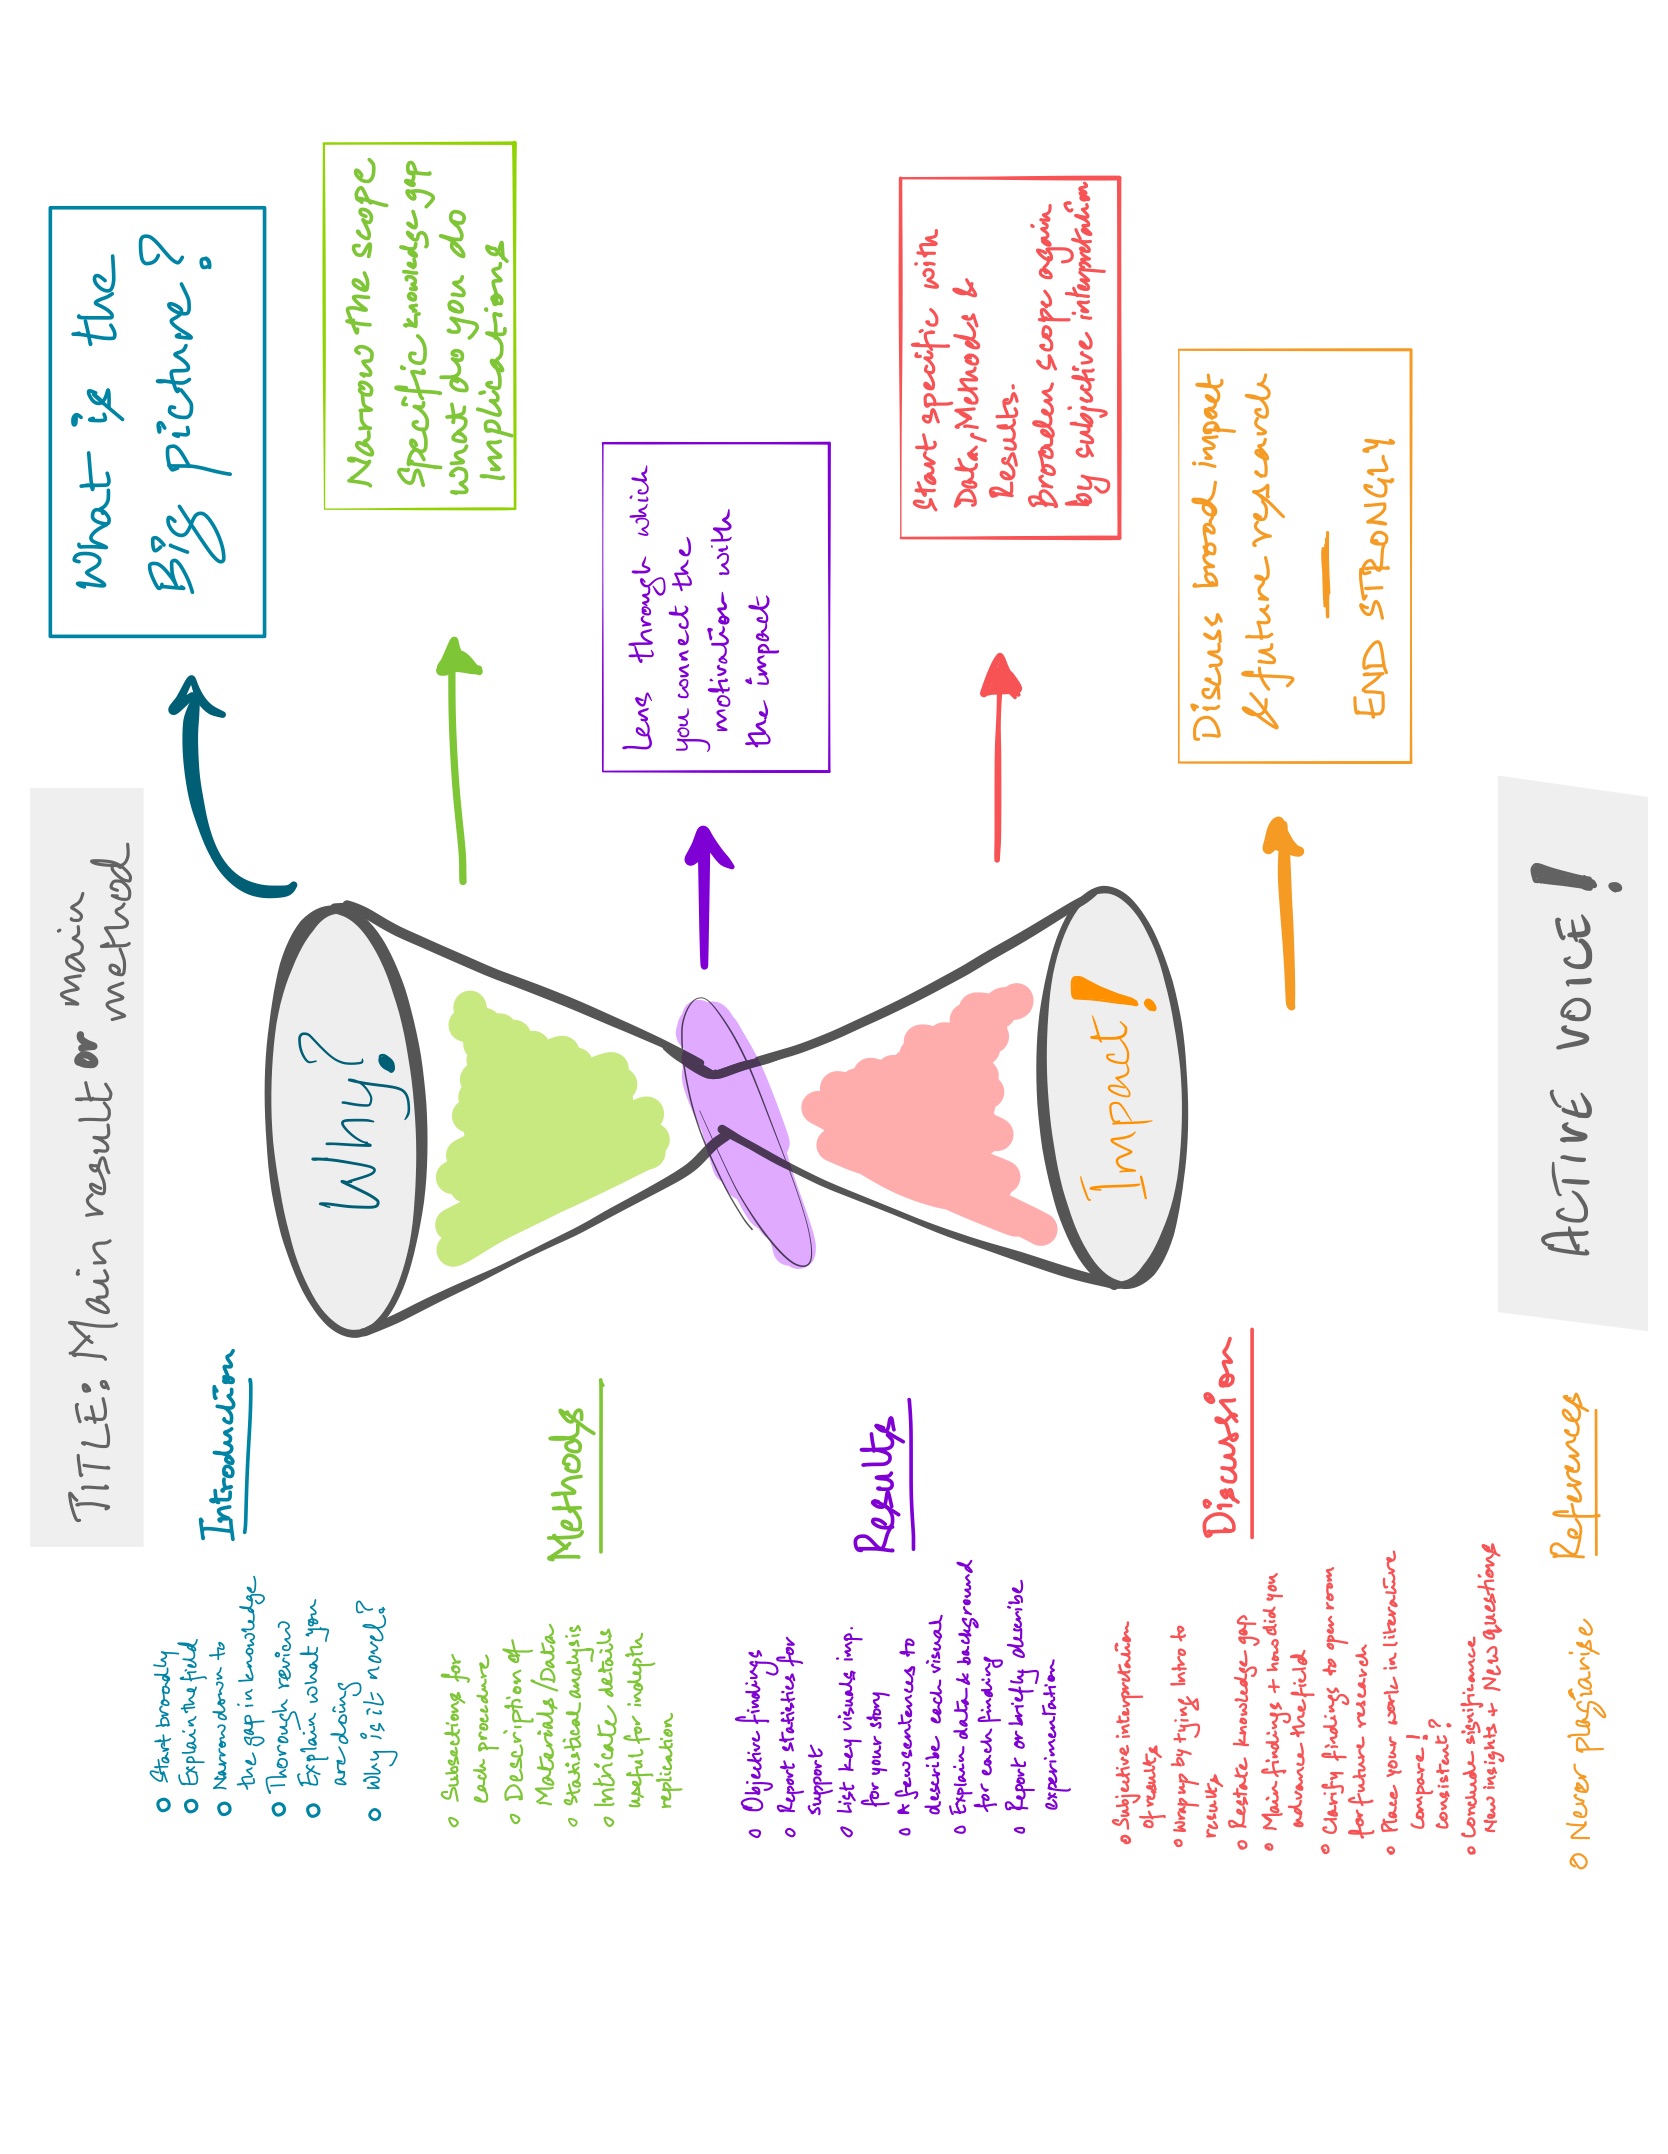 TITLE: Main result or main method
Start broadly
Explain the field
Narrow down to
the gap in knowledge
Thorough review
Explain what you
are doing
Why is it novel?
Introduction
Subsections for
each procedure
Description of
Materials/Data
Statistical analysis
Intricate details
useful for indepth
replication
Methods
Objective findings
Report statistics for
support
List key visuals imp.
for your story
A few sentences to
describe each visual
Explain data & background
for each finding
Report or briefly describe
experimentation
Results
Subjective interpretation
of results
Wrap up by tying Intro to
results
Restate knowledge gap
Main findings + how did you
advance the field
Clarify findings to open room
for future research
Place your work in literature
Compare!
Consistent?
Conclude significance
New insights + New questions
Discussion
Never plagiarise
References
Why?
Impact!
What is the
Big picture?
Narrow the scope
Specific knowledge gap
what do you do
Implications
Lens through which
you connect the
motivation with
the impact
Start specific with
Data, Methods &
Results.
Broaden scope again
by subjective interpretation
Discuss broad impact
& future research
END STRONGLY
ACTIVE VOICE!